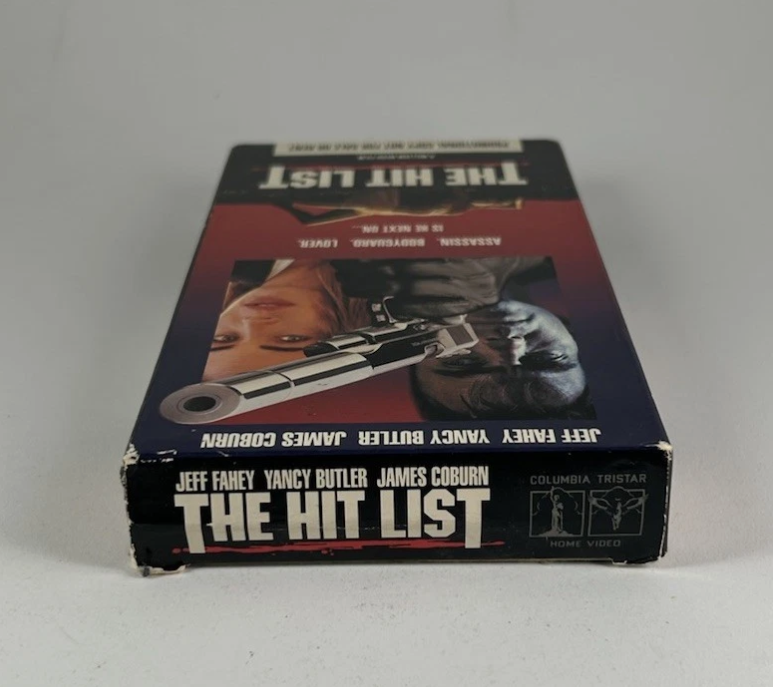 PROMOTIONAL COPY NOT FOR SALE OR RENT
THE HIT LIST
IS HE NEXT ON...
ASSASSIN. BODYGUARD. LOVER.
JEFF FAHEY YANCY BUTLER JAMES COBURN
JEFF FAHEY YANCY BUTLER JAMES COBURN
THE HIT LIST
COLUMBIA TRISTAR
HOME VIDEO